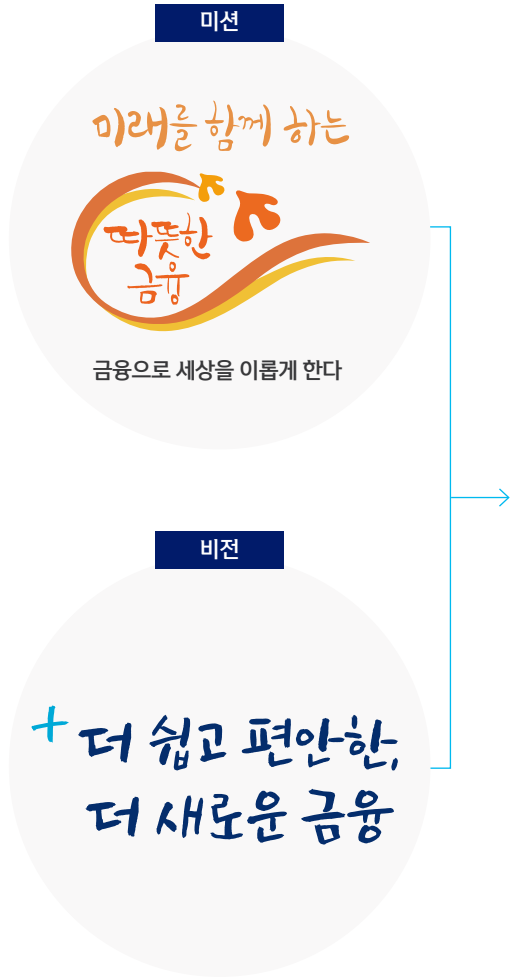 미션
미래를 함께 하는
따뜻한
금융
금융으로 세상을 이롭게 한다
비전
+ 더 쉽고 편안한,
더 새로운 금융